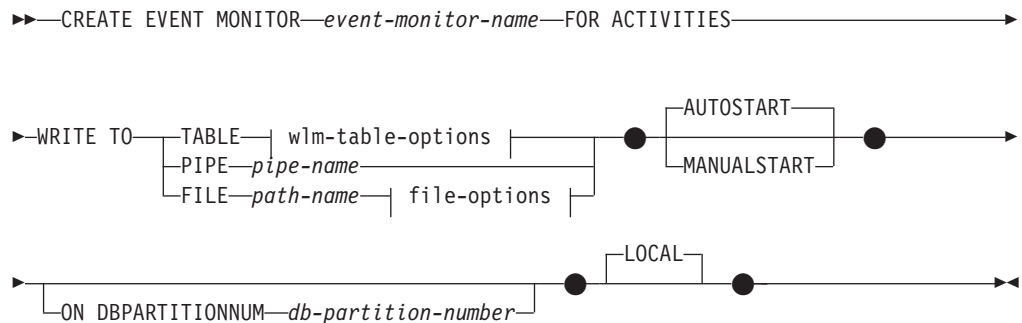 CREATE EVENT MONITOR event-monitor-name FOR ACTIVITIES
AUTOSTART
WRITE TO TABLE wlm-table-options
MANUALSTART
PIPE pipe-name
FILE path-name file-options
LOCAL
ON DBPARTITIONNUM db-partition-number